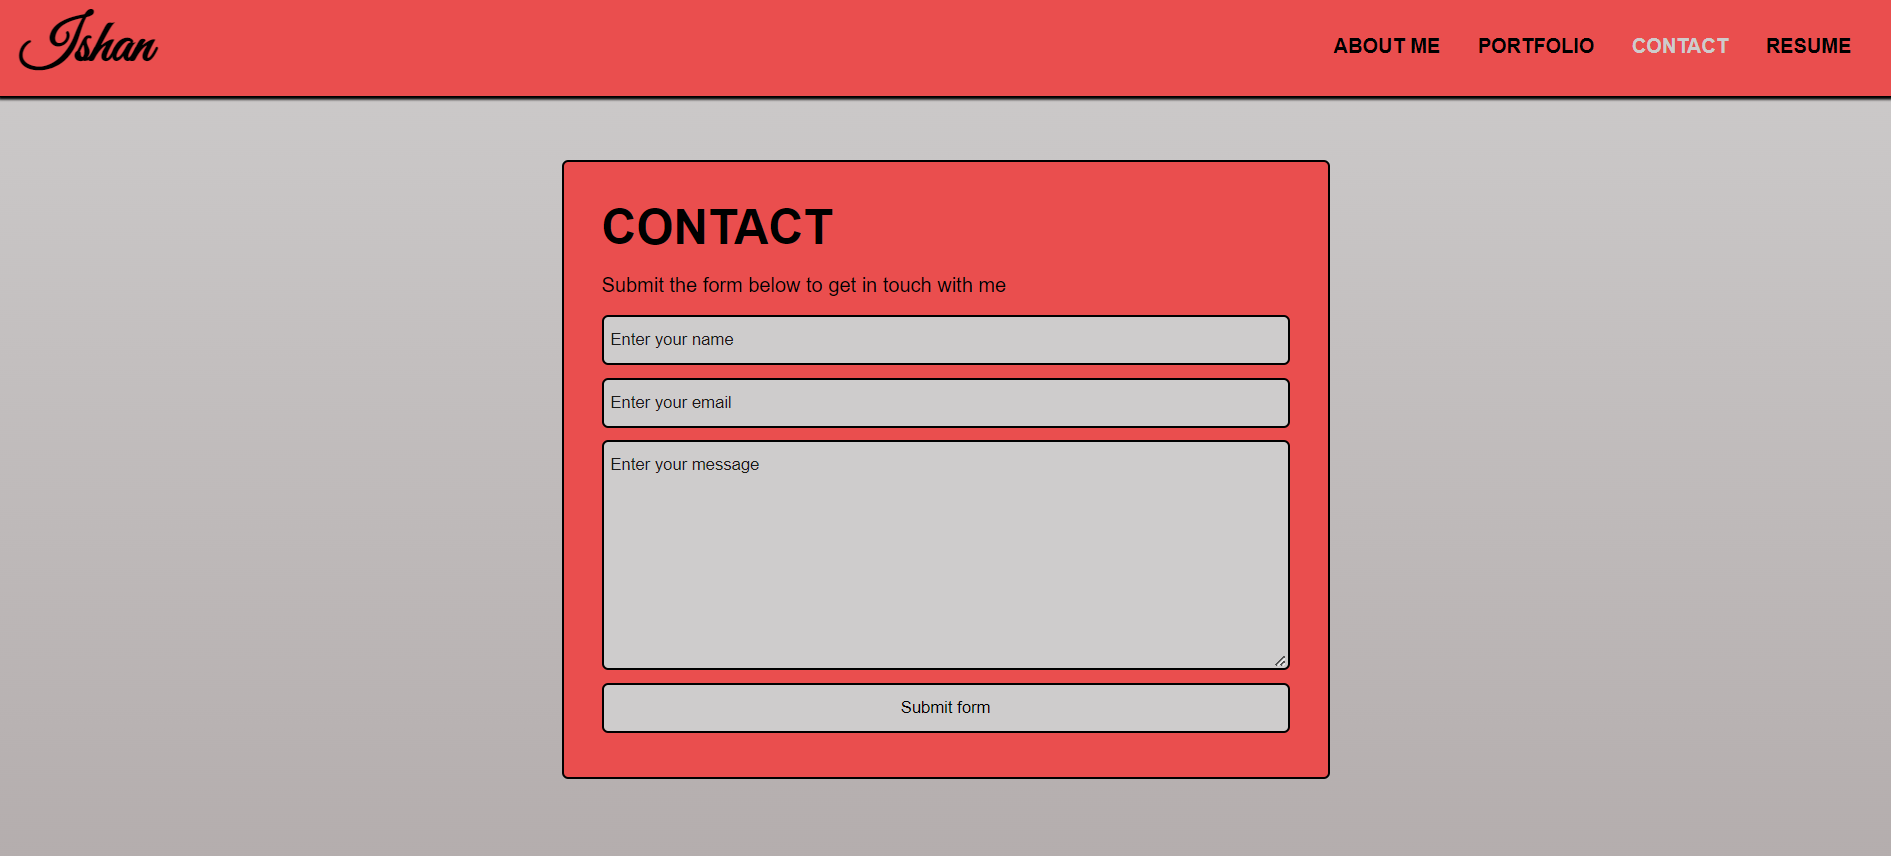 Ishan
ABOUT ME PORTFOLIO CONTACT RESUME
CONTACT
Submit the form below to get in touch with me
Enter your name
Enter your email
Enter your message
Submit form